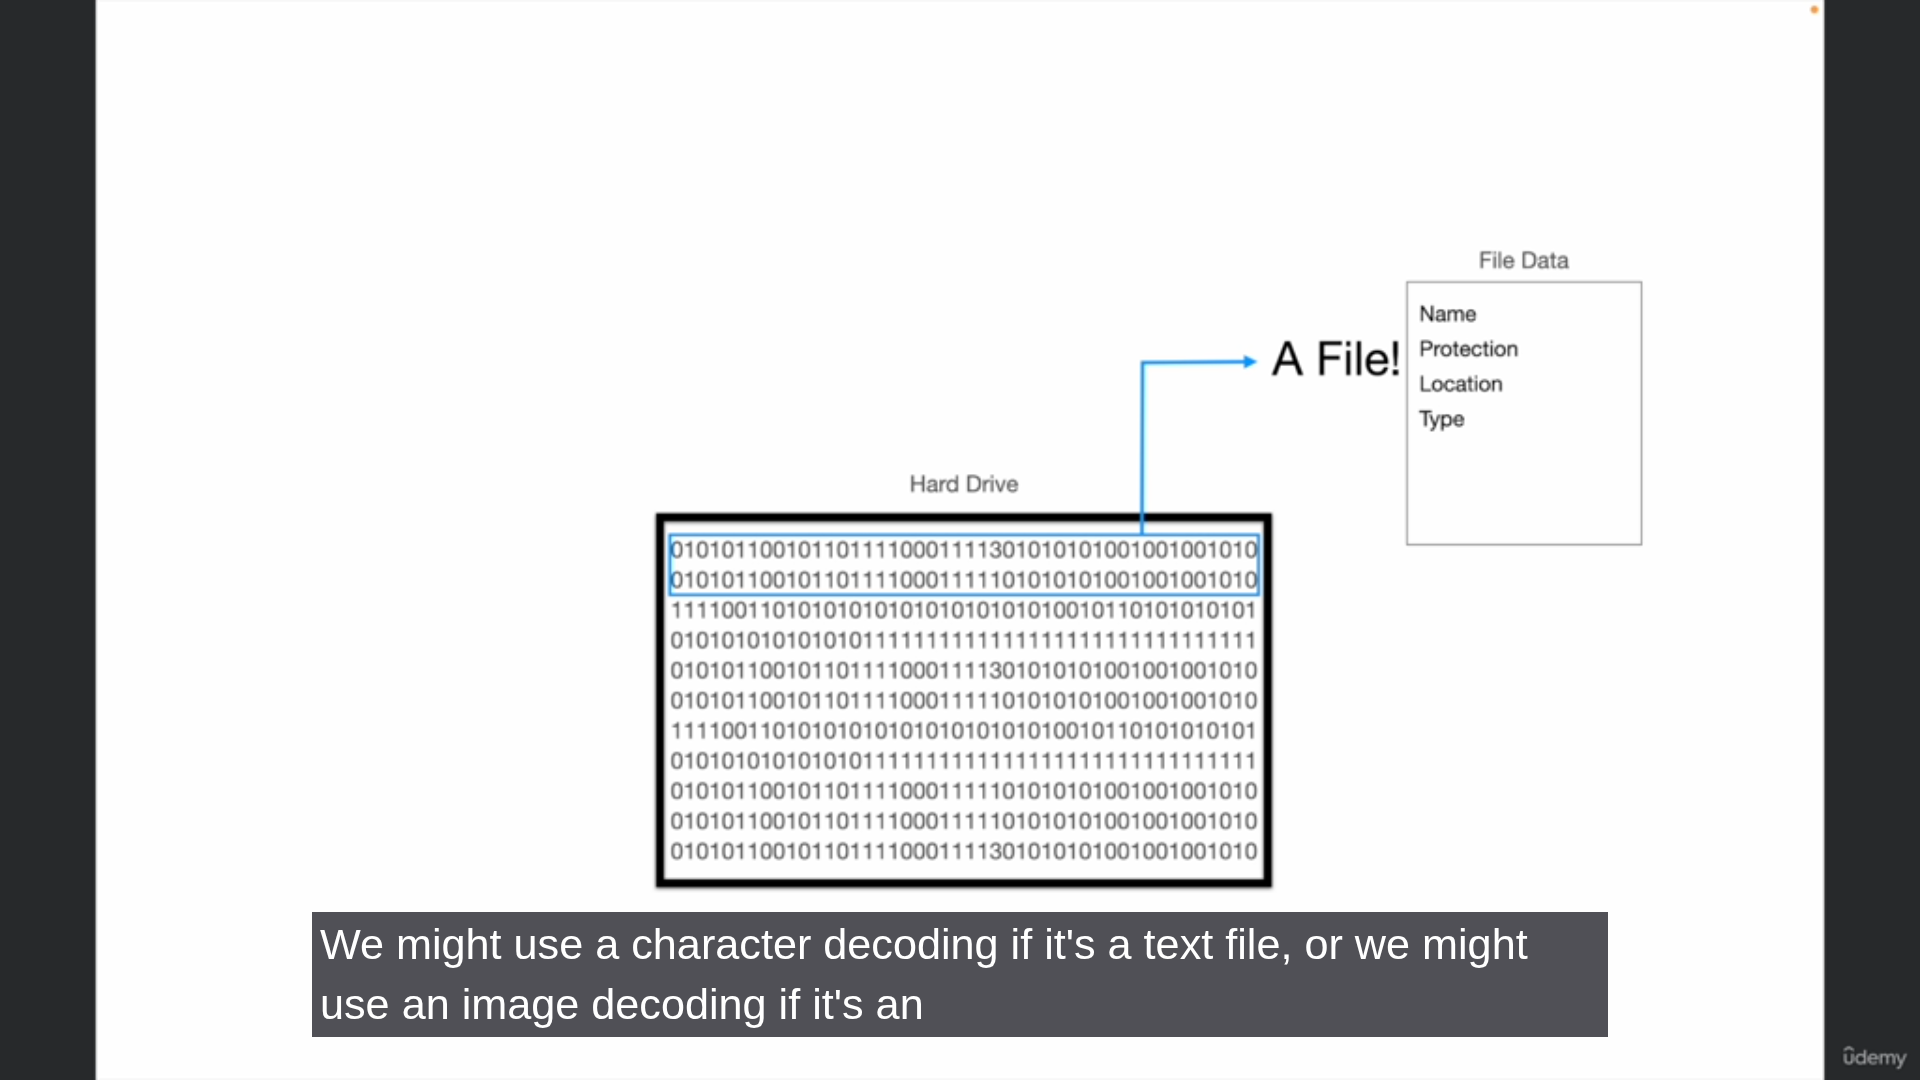 File Data
Name
Protection
Location
Type
A File!
Hard Drive
0101011001011011110001111301010101001001001010
0101011001011011110001111101010101001001001010
1111001101010101010101010101010010110101010101
0101010101010101111111111111111111111111111111
0101011001011011110001111301010101001001001010
0101011001011011110001111101010101001001001010
1111001101010101010101010101010010110101010101
0101010101010101111111111111111111111111111111
0101011001011011110001111101010101001001001010
0101011001011011110001111101010101001001001010
0101011001011011110001111301010101001001001010
We might use a character decoding if it's a text file, or we might
use an image decoding if it's an
ûdemy